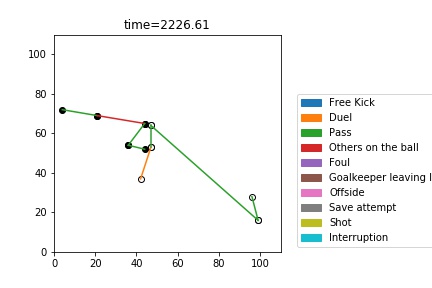 time=2226.61
100
80
60
40
20
0
0 20 40 60 80 100
Free Kick
Duel
Pass
Others on the ball
Foul
Goalkeeper leaving l
Offside
Save attempt
Shot
Interruption